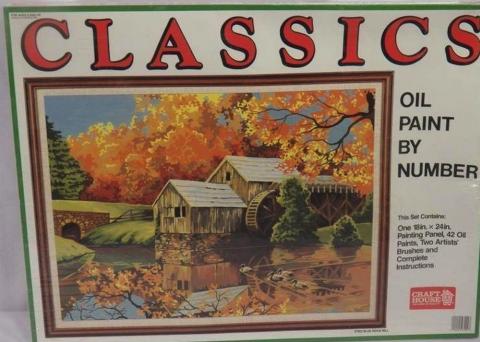 CLASSICS
OIL
PAINT
BY
NUMBER
This Set Contains:
One 18in. × 24in.
Painting Panel, 42 Oil
Paints, Two Artists'
Brushes and
Complete
Instructions
CRAFT
HOUSE